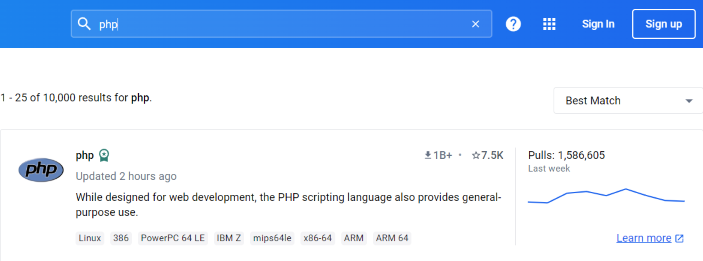 php
Sign In
Sign up
1 - 25 of 10,000 results for php.
Best Match
php
php
1B+ · 7.5K
Updated 2 hours ago
While designed for web development, the PHP scripting language also provides general-
purpose use.
Linux 386 PowerPC 64 LE IBM Z mips64le x86-64 ARM ARM 64
Pulls: 1,586,605
Last week
Learn more